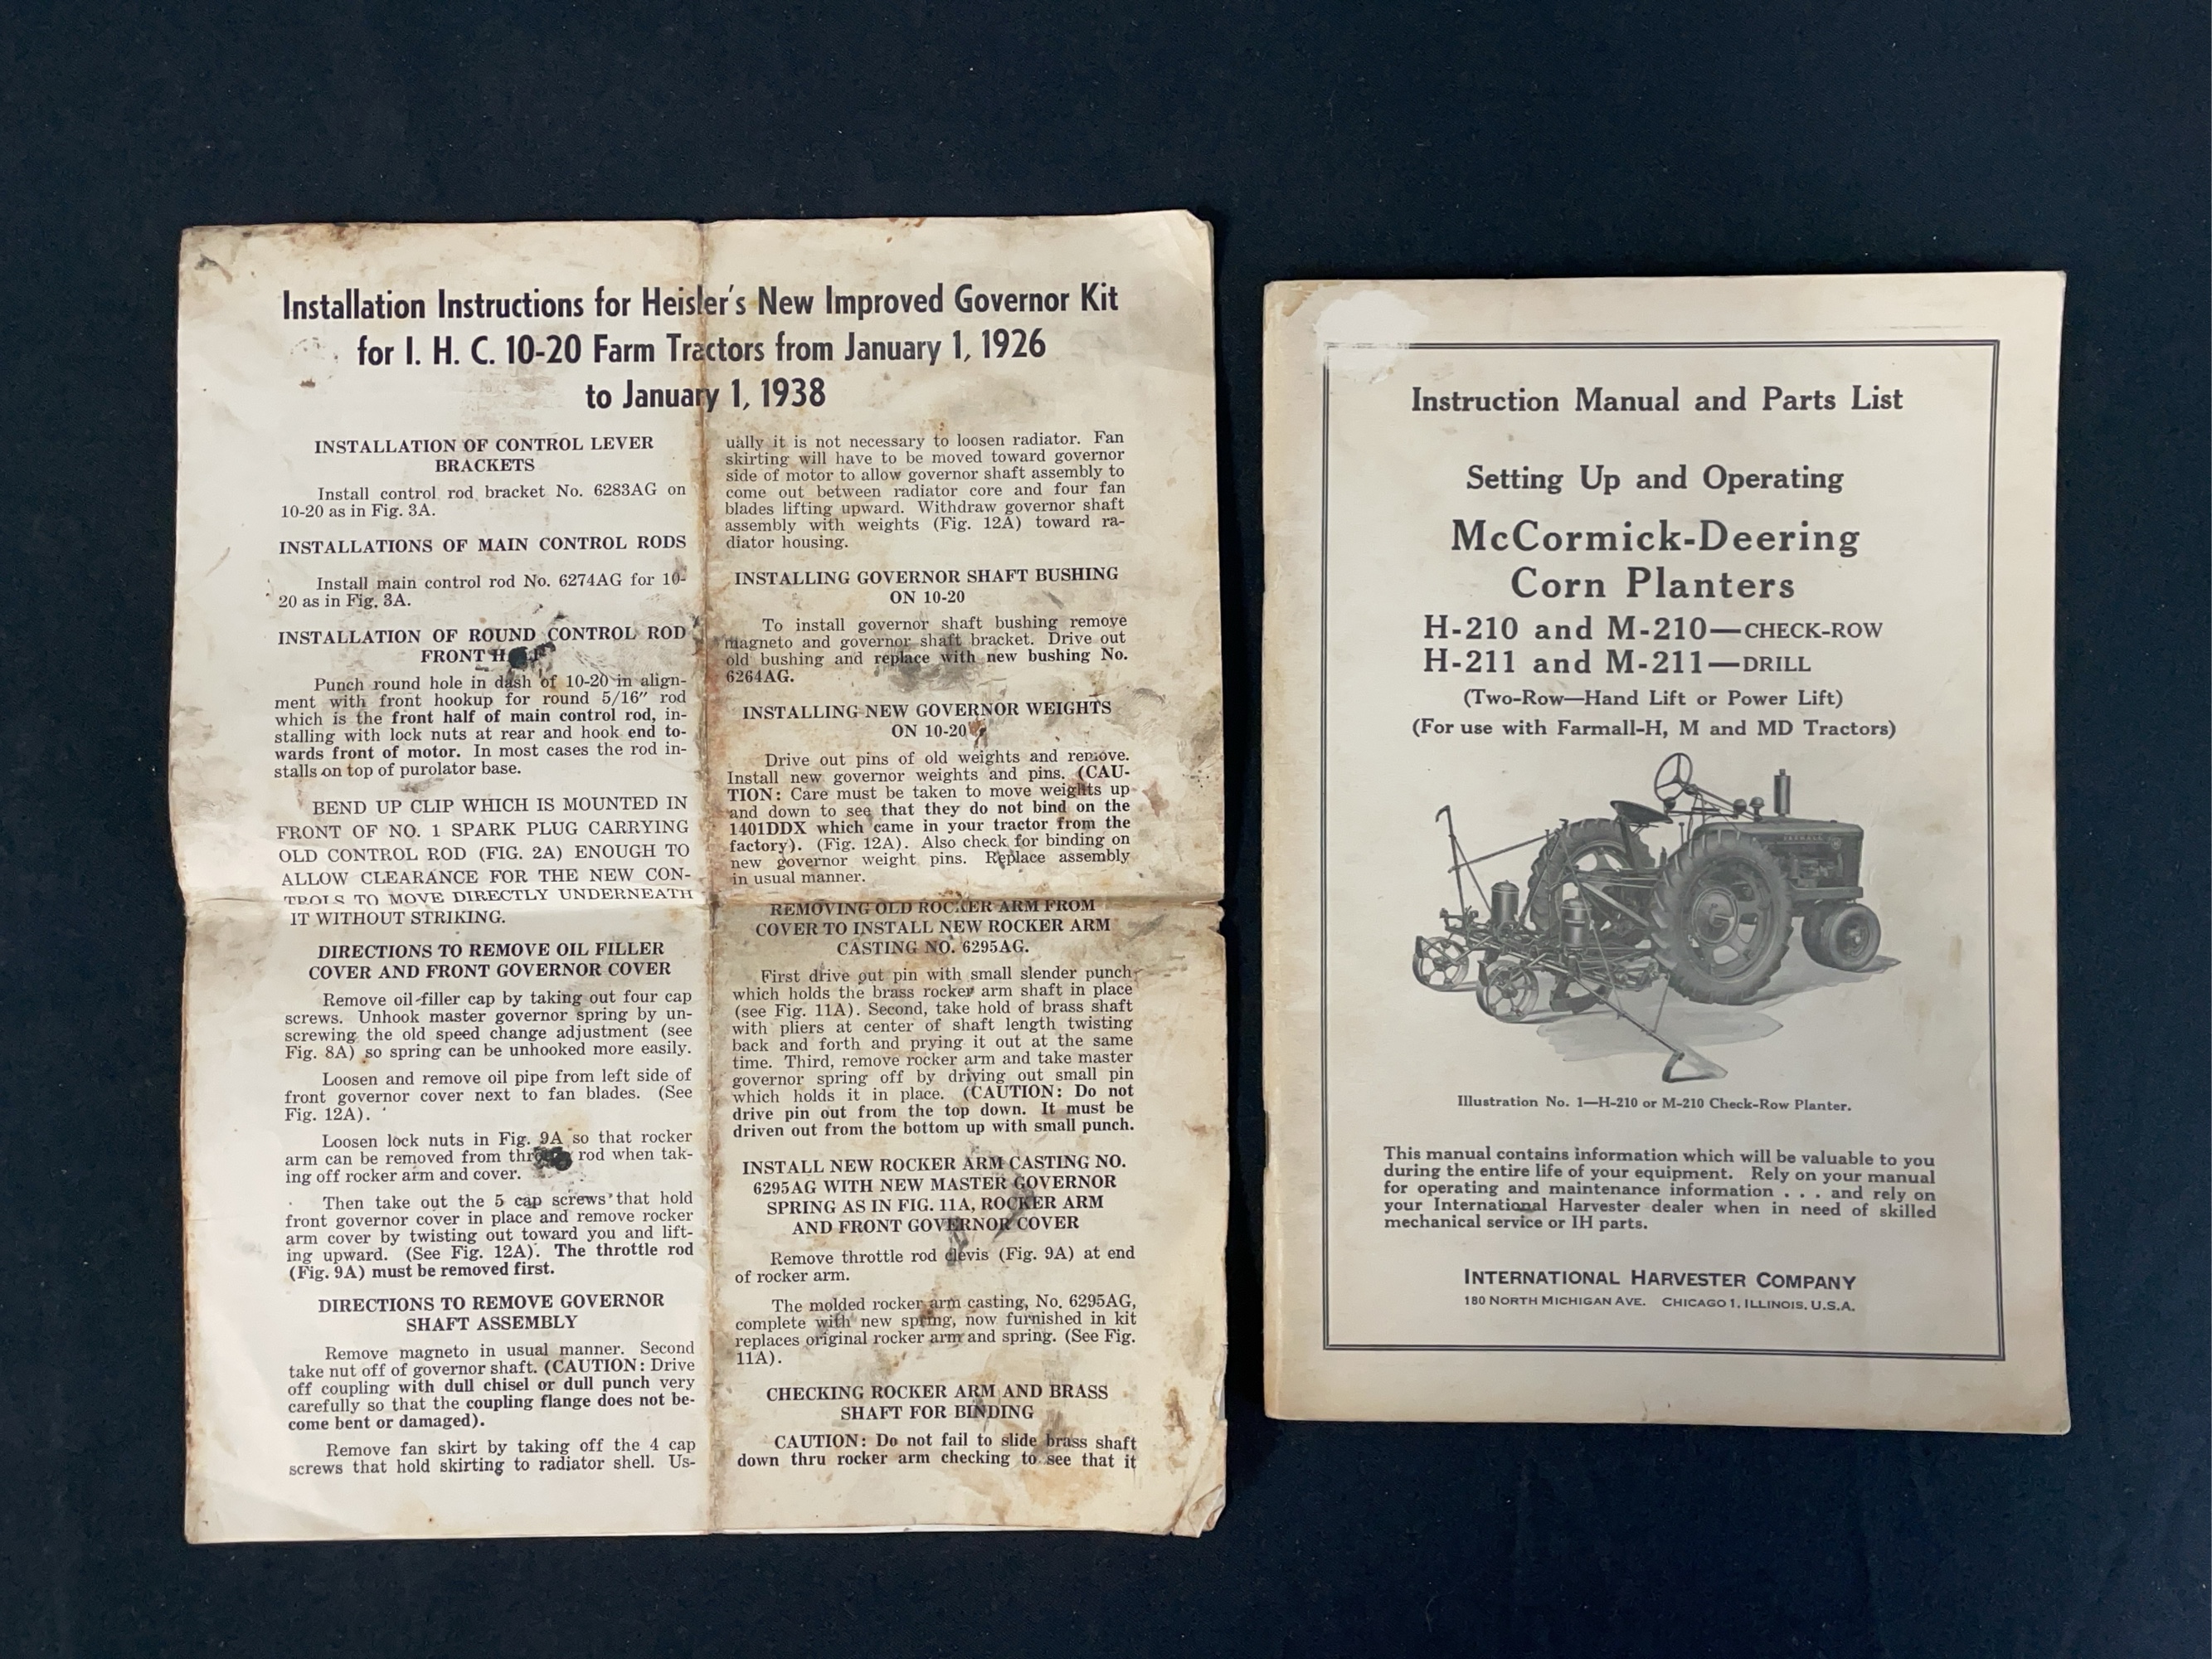 Installation Instructions for Heisler's New Improved Governor Kit
for I. H. C. 10-20 Farm Tractors from January 1, 1926
to January 1, 1938
INSTALLATION OF CONTROL LEVER
BRACKETS
Install control rod bracket No. 6283AG on
10-20 as in Fig. 3A.
INSTALLATIONS OF MAIN CONTROL RODS
Install main control rod No. 6274AG for 10-
20 as in Fig. 3A.
INSTALLATION OF ROUND CONTROL ROD
FRONT
Punch round hole in dash of 10-20 in align-
ment with front hookup for round 5/16″ rod
which is the front half of main control rod, in-
stalling with lock nuts at rear and hook end to-
wards front of motor. In most cases the rod in-
stalls on top of purolator base.
BEND UP CLIP WHICH IS MOUNTED IN
FRONT OF NO. 1 SPARK PLUG CARRYING
OLD CONTROL ROD (FIG. 2A) ENOUGH TO
ALLOW CLEARANCE FOR THE NEW CON-
TROLS TO MOVE DIRECTLY UNDERNEATH
IT WITHOUT STRIKING.
DIRECTIONS TO REMOVE OIL FILLER
COVER AND FRONT GOVERNOR COVER
Remove oil filler cap by taking out four cap
screws. Unhook master governor spring by un-
screwing the old speed change adjustment (see
Fig. 8A) so spring can be unhooked more easily.
Loosen and remove oil pipe from left side of
front governor cover next to fan blades. (See
Fig. 12A).
Loosen lock nuts in Fig. 9A so that rocker
arm can be removed from rod when tak-
ing off rocker arm and cover.
Then take out the 5 cap screws that hold
front governor cover in place and remove rocker
arm cover by twisting out toward you and lift-
ing upward. (See Fig. 12A). The throttle rod
(Fig. 9A) must be removed first.
DIRECTIONS TO REMOVE GOVERNOR
SHAFT ASSEMBLY
Remove magneto in usual manner. Second
take nut off of governor shaft. (CAUTION: Drive
off coupling with dull chisel or dull punch very
carefully so that the coupling flange does not be-
come bent or damaged).
Remove fan skirt by taking off the 4 cap
screws that hold skirting to radiator shell. Us-
ually it is not necessary to loosen radiator. Fan
skirting will have to be moved toward governor
side of motor to allow governor shaft assembly to
come out between radiator core and four fan
blades lifting upward. Withdraw governor shaft
assembly with weights (Fig. 12A) toward ra-
diator housing.
INSTALLING GOVERNOR SHAFT BUSHING
ON 10-20
To install governor shaft bushing remove
magneto and governor shaft bracket. Drive out
old bushing and replace with new bushing No.
6264AG.
INSTALLING NEW GOVERNOR WEIGHTS
ON 10-20
Drive out pins of old weights and remove.
Install new governor weights and pins. (CAU-
TION: Care must be taken to move weights up
and down to see that they do not bind on the
1401DDX which came in your tractor from the
factory). (Fig. 12A). Also check for binding on
new governor weight pins. Replace assembly
in usual manner.
REMOVING OLD ROCKER ARM FROM
COVER TO INSTALL NEW ROCKER ARM
CASTING NO. 6295AG.
First drive out pin with small slender punch
which holds the brass rocker arm shaft in place
(see Fig. 11A). Second, take hold of brass shaft
with pliers at center of shaft length twisting
back and forth and prying it out at the same
time. Third, remove rocker arm and take master
governor spring off by driving out small pin
which holds it in place. (CAUTION: Do not
drive pin out from the top down. It must be
driven out from the bottom up with small punch.
INSTALL NEW ROCKER ARM CASTING NO.
6295AG WITH NEW MASTER GOVERNOR
SPRING AS IN FIG. 11A, ROCKER ARM
AND FRONT GOVERNOR COVER
Remove throttle rod clevis (Fig. 9A) at end
of rocker arm.
The molded rocker arm casting, No. 6295AG,
complete with new spring, now furnished in kit
replaces original rocker arm and spring. (See Fig.
11A).
CHECKING ROCKER ARM AND BRASS
SHAFT FOR BINDING
CAUTION: Do not fail to slide brass shaft
down thru rocker arm checking to see that it
Instruction Manual and Parts List
Setting Up and Operating
McCormick-Deering
Corn Planters
H-210 and M-210—CHECK-ROW
H-211 and M-211—DRILL
(Two-Row—Hand Lift or Power Lift)
(For use with Farmall-H, M and MD Tractors)
FARMALL
Illustration No. 1—H-210 or M-210 Check-Row Planter.
This manual contains information which will be valuable to you
during the entire life of your equipment. Rely on your manual
for operating and maintenance information . . . and rely on
your International Harvester dealer when in need of skilled
mechanical service or IH parts.
INTERNATIONAL HARVESTER COMPANY
180 NORTH MICHIGAN AVE. CHICAGO 1, ILLINOIS, U.S.A.